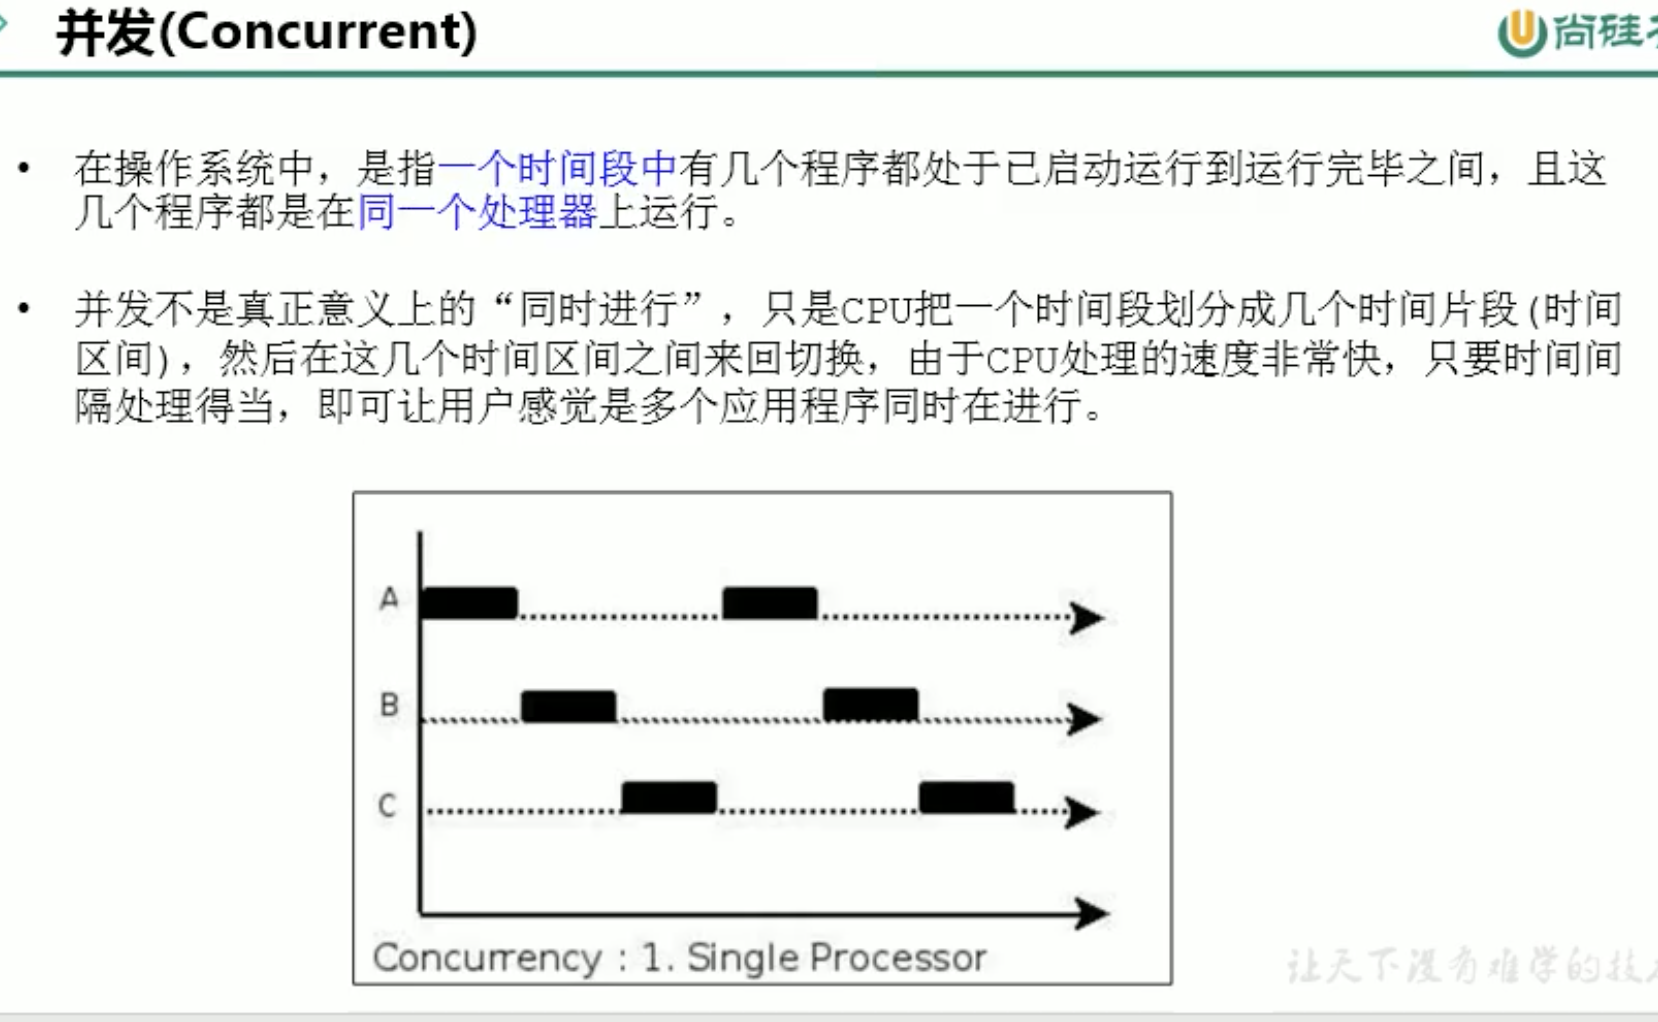 并发(Concurrent)
尚硅
• 在操作系统中，是指一个时间段中有几个程序都处于已启动运行到运行完毕之间，且这
几个程序都是在同一个处理器上运行。
• 并发不是真正意义上的“同时进行”，只是CPU把一个时间段划分成几个时间片段(时间
区间)，然后在这几个时间区间之间来回切换，由于CPU处理的速度非常快，只要时间间
隔处理得当，即可让用户感觉是多个应用程序同时在进行。
A
B
C
Concurrency : 1. Single Processor
让天下没有难学的技